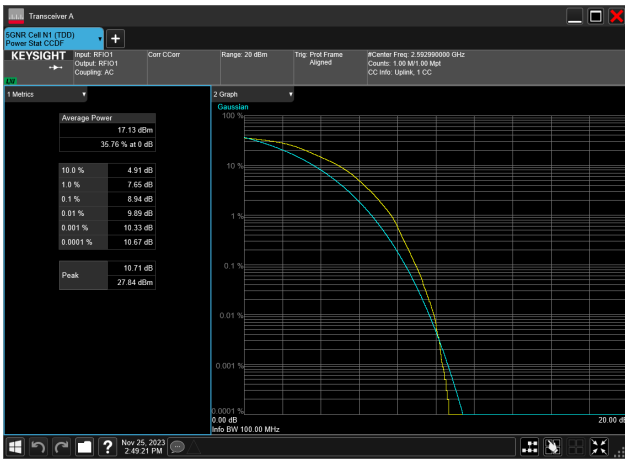 Transceiver A
5GNR Cell N1 (TDD)
Power Stat CCDF
KEYSIGHT
Input: RFIO1
Output: RFIO1
Coupling: AC
Corr CCorr
Range: 20 dBm
Trig: Prot Frame
Aligned
#Center Freq: 2.592990000 GHz
Counts: 1.00 M/1.00 Mpt
CC Info: Uplink, 1 CC
1 Metrics
Average Power
17.13 dBm
35.76 % at 0 dB
10.0 % 4.91 dB
1.0 % 7.65 dB
0.1 % 8.94 dB
0.01 % 9.89 dB
0.001 % 10.33 dB
0.0001 % 10.67 dB
Peak 10.71 dB
27.84 dBm
2 Graph
Gaussian
100 %
10 %
1 %
0.1 %
0.01 %
0.001 %
0.0001 %
0.00 dB 20.00 dB
Info BW 100.00 MHz
Nov 25, 2023
2:49:21 PM